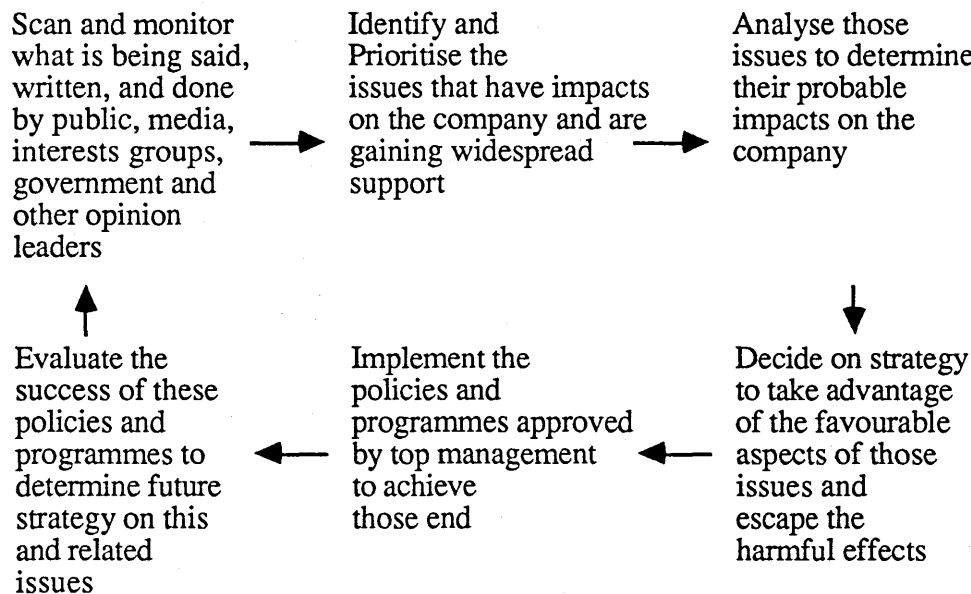 Scan and monitor
what is being said,
written, and done
by public, media,
interests groups,
government and
other opinion
leaders
Identify and
Prioritise the
issues that have impacts
on the company and are
gaining widespread
support
Analyse those
issues to determine
their probable
impacts on the
company
Decide on strategy
to take advantage
of the favourable
aspects of those
issues and
escape the
harmful effects
Implement the
policies and
programmes approved
by top management
to achieve
those end
Evaluate the
success of these
policies and
programmes to
determine future
strategy on this
and related
issues